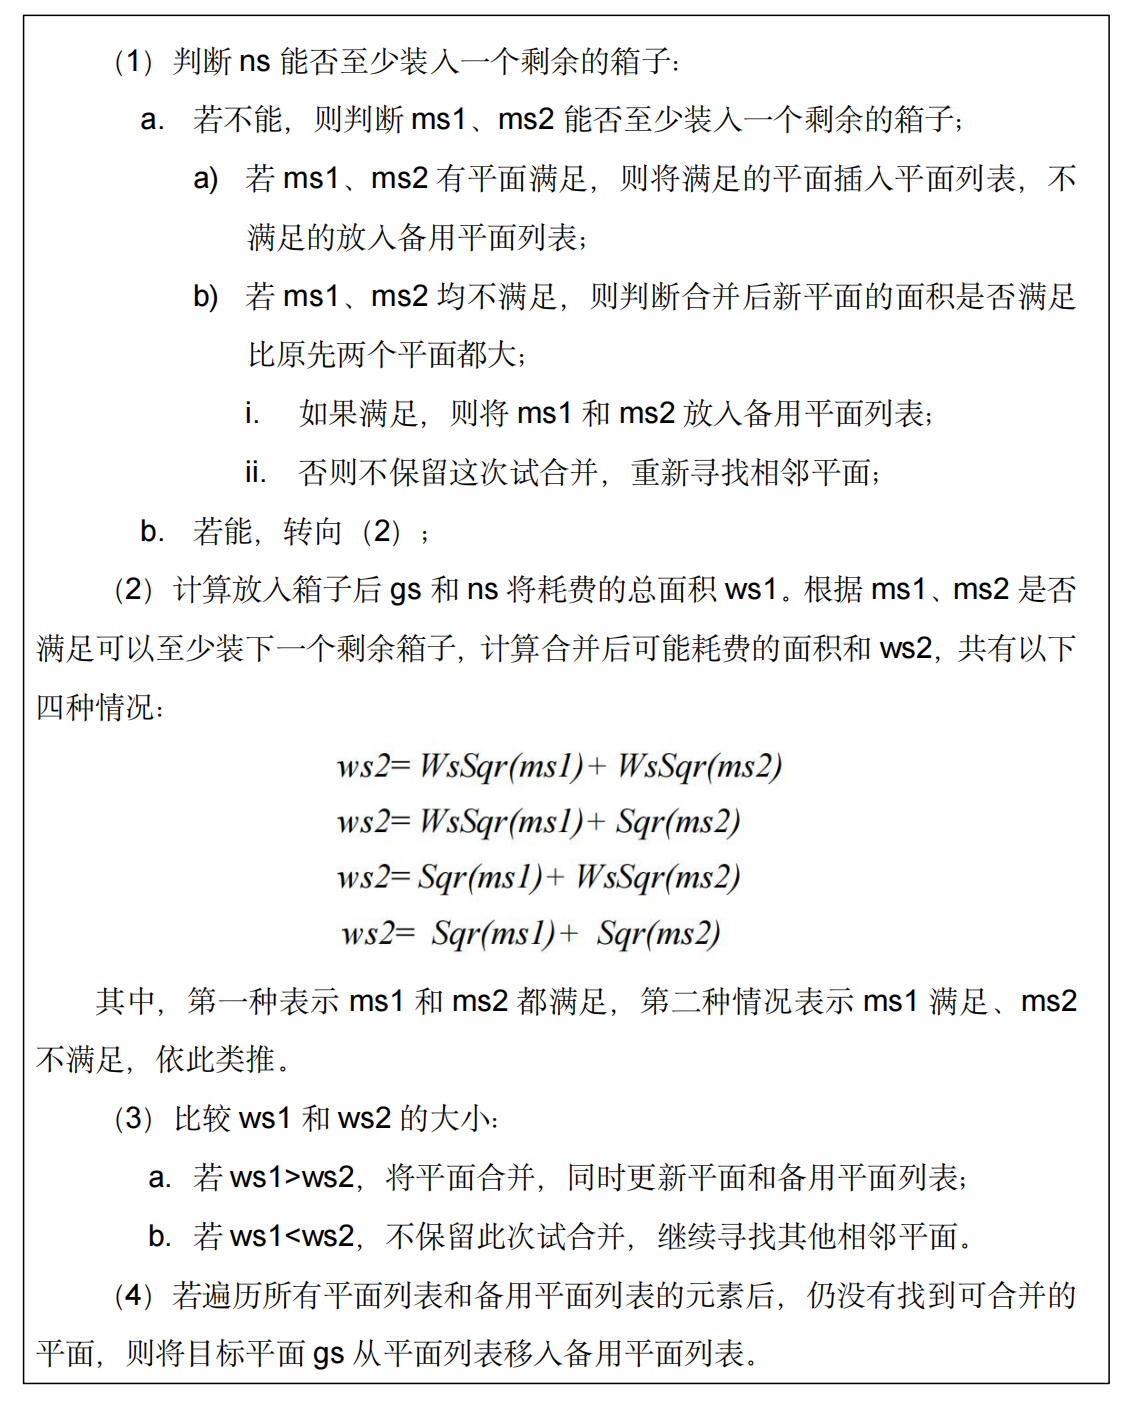 （1）判断 ns 能否至少装入一个剩余的箱子：
a. 若不能，则判断 ms1、ms2 能否至少装入一个剩余的箱子；
a) 若 ms1、ms2 有平面满足，则将满足的平面插入平面列表，不
满足的放入备用平面列表；
b) 若 ms1、ms2 均不满足，则判断合并后新平面的面积是否满足
比原先两个平面都大；
i. 如果满足，则将 ms1 和 ms2 放入备用平面列表；
ii. 否则不保留这次试合并，重新寻找相邻平面；
b. 若能，转向（2）；
（2）计算放入箱子后 gs 和 ns 将耗费的总面积 ws1。根据 ms1、ms2 是否
满足可以至少装下一个剩余箱子，计算合并后可能耗费的面积和 ws2，共有以下
四种情况：
ws2= WsSqr(ms1)+ WsSqr(ms2)
ws2= WsSqr(ms1)+ Sqr(ms2)
ws2= Sqr(ms1)+ WsSqr(ms2)
ws2= Sqr(ms1)+ Sqr(ms2)
其中，第一种表示 ms1 和 ms2 都满足，第二种情况表示 ms1 满足、ms2
不满足，依此类推。
（3）比较 ws1 和 ws2 的大小：
a. 若 ws1>ws2，将平面合并，同时更新平面和备用平面列表；
b. 若 ws1<ws2，不保留此次试合并，继续寻找其他相邻平面。
（4）若遍历所有平面列表和备用平面列表的元素后，仍没有找到可合并的
平面，则将目标平面 gs 从平面列表移入备用平面列表。